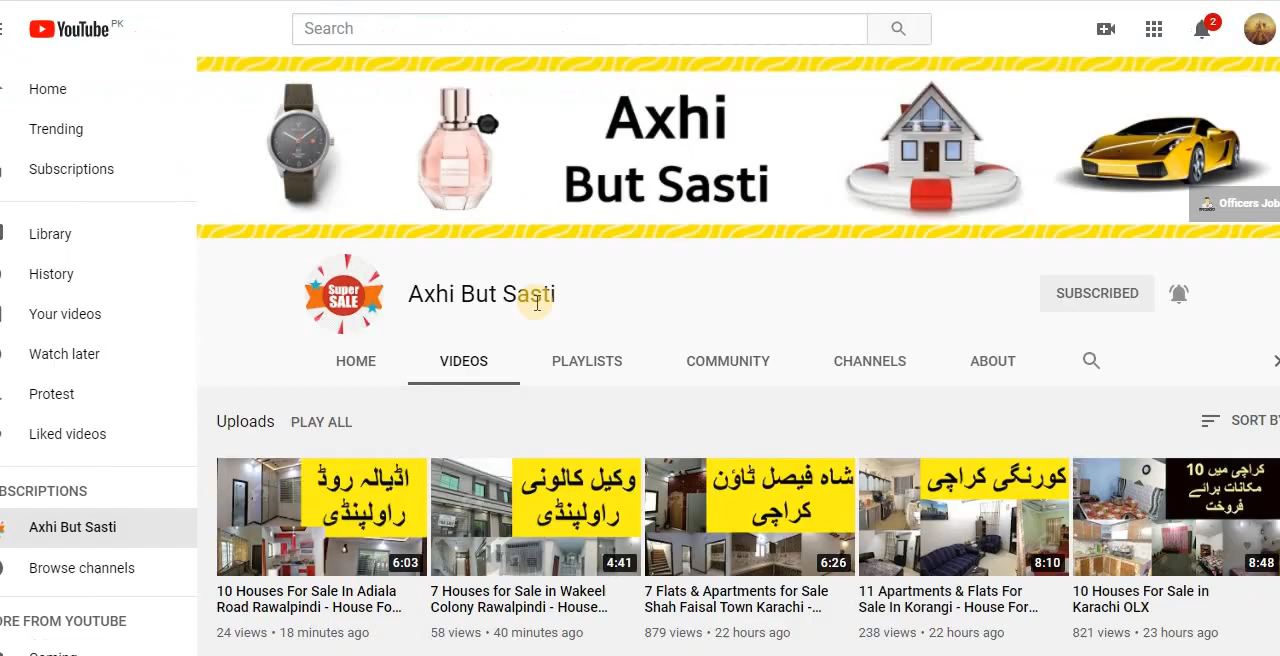 YouTube PK
Search
2
Home
Trending
Subscriptions
Library
History
Your videos
Watch later
Protest
Liked videos
BSCRIPTIONS
Axhi But Sasti
Browse channels
ORE FROM YOUTUBE
Axhi
But Sasti
Officers Job
Super
SALE
Axhi But Sasti
SUBSCRIBED
HOME
VIDEOS
PLAYLISTS
COMMUNITY
CHANNELS
ABOUT
Uploads
PLAY ALL
SORT BY
اڈیالہ روڈ
راولپنڈی
6:03
10 Houses For Sale In Adiala
Road Rawalpindi - House Fo...
24 views • 18 minutes ago
وکیل کالونی
راولپنڈی
4:41
7 Houses for Sale in Wakeel
Colony Rawalpindi - House...
58 views • 40 minutes ago
شاہ فیصل ٹاؤن
کراچی
6:26
7 Flats & Apartments for Sale
Shah Faisal Town Karachi -...
879 views • 22 hours ago
کورنگی کراچی
8:10
11 Apartments & Flats For
Sale In Korangi - House For...
238 views • 22 hours ago
کراچی میں 10
مکانات برائے
فروخت
8:48
10 Houses For Sale in
Karachi OLX
821 views • 23 hours ago